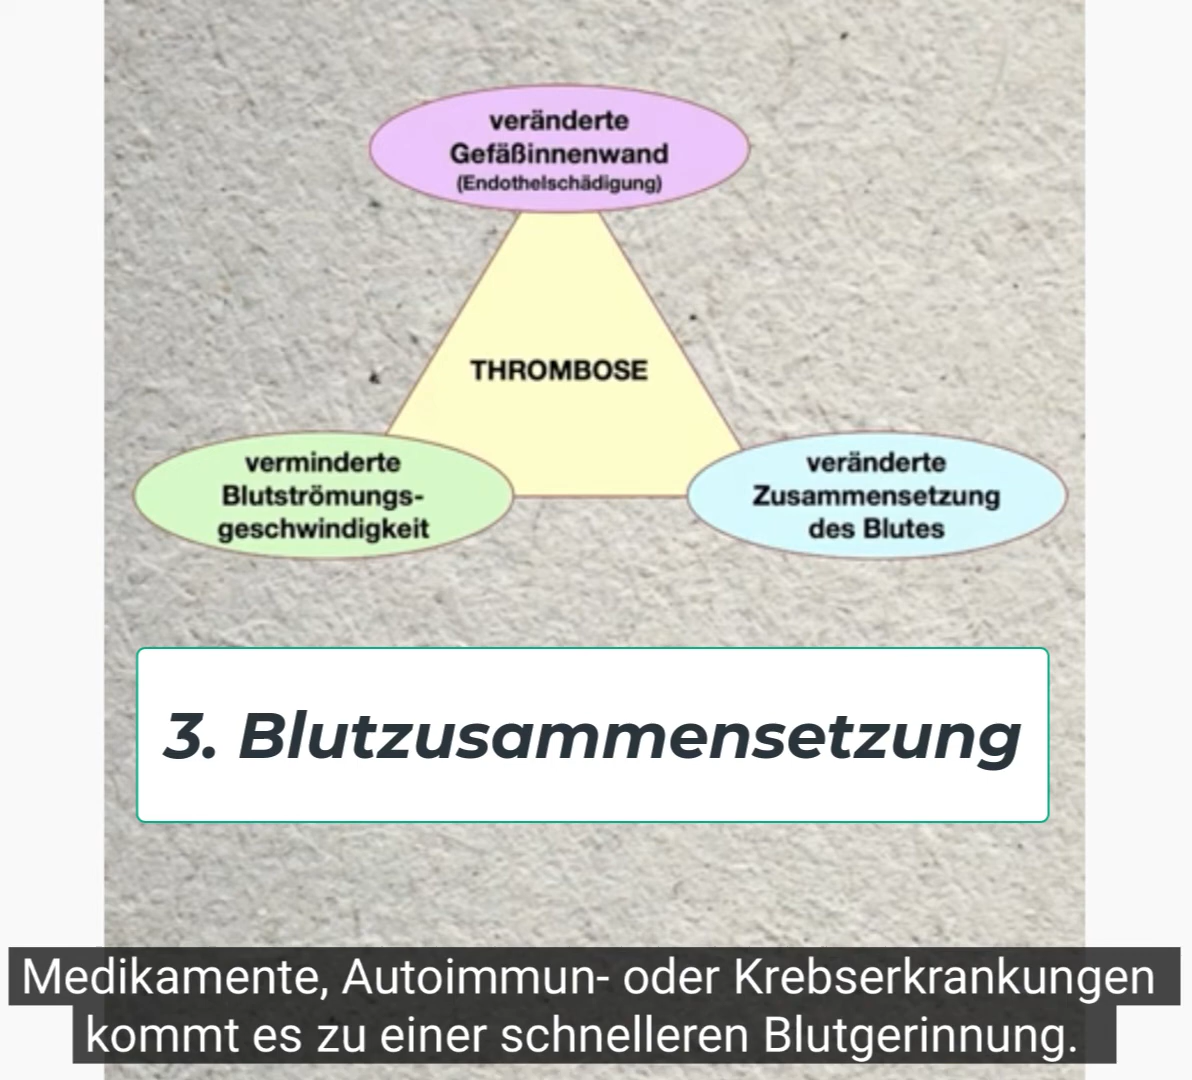 veränderte
Gefäßinnenwand
(Endothelschädigung)
THROMBOSE
verminderte
Blutströmungs-
geschwindigkeit
veränderte
Zusammensetzung
des Blutes
3. Blutzusammensetzung
Medikamente, Autoimmun- oder Krebserkrankungen
kommt es zu einer schnelleren Blutgerinnung.